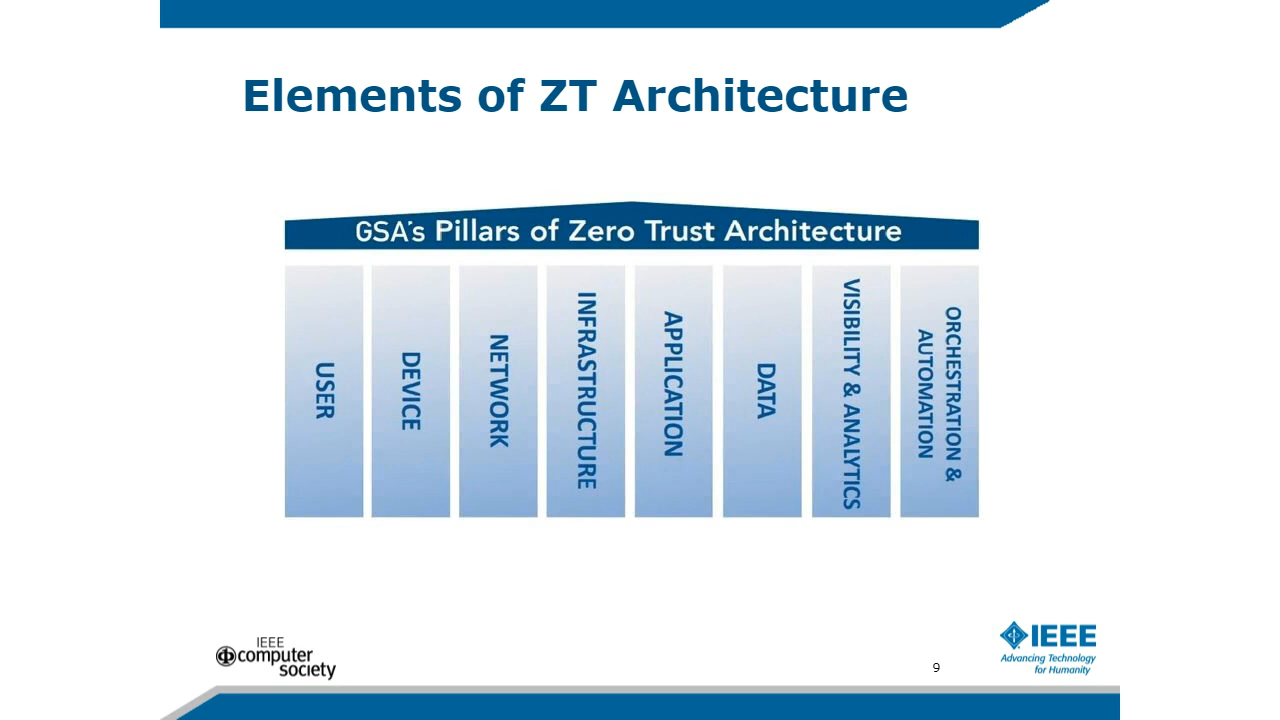 Elements of ZT Architecture
GSA's Pillars of Zero Trust Architecture
USER
DEVICE
NETWORK
INFRASTRUCTURE
APPLICATION
DATA
VISIBILITY & ANALYTICS
ORCHESTRATION &
AUTOMATION
IEEE
computer
society
9
IEEE
Advancing Technology
for Humanity